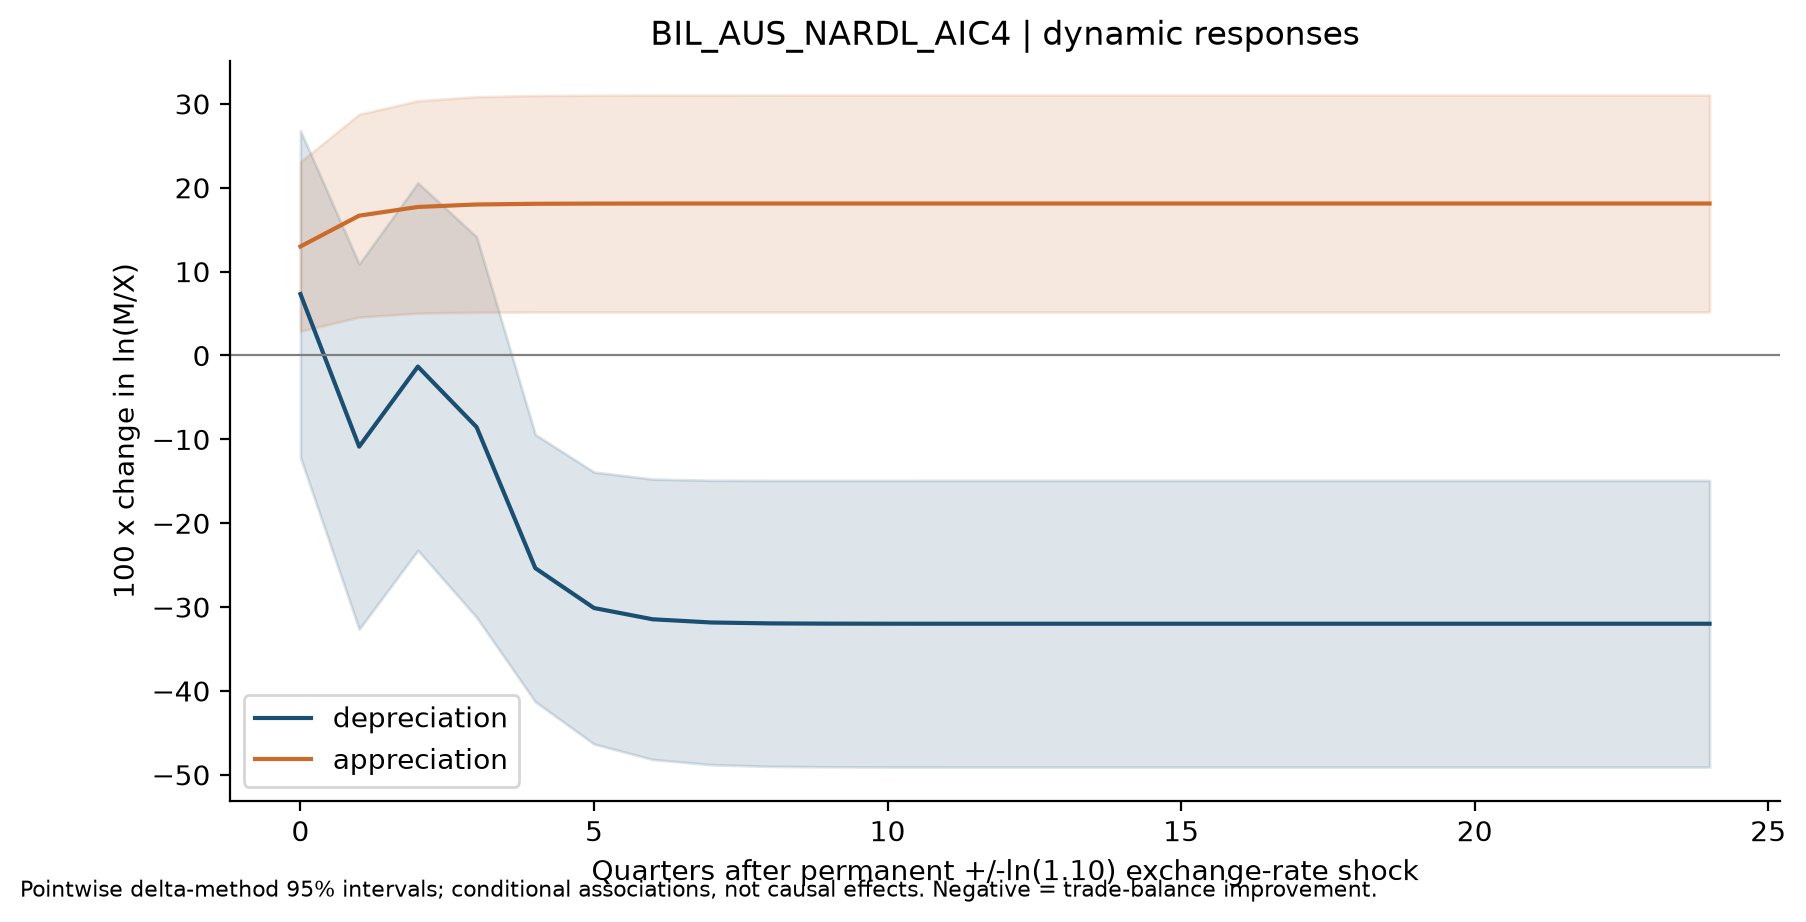 BIL_AUS_NARDL_AIC4 | dynamic responses
100 x change in ln(M/X)
30
20
10
0
−10
−20
−30
−40
−50
depreciation
appreciation
0 5 10 15 20 25
Quarters after permanent +/-ln(1.10) exchange-rate shock
Pointwise delta-method 95% intervals; conditional associations, not causal effects. Negative = trade-balance improvement.